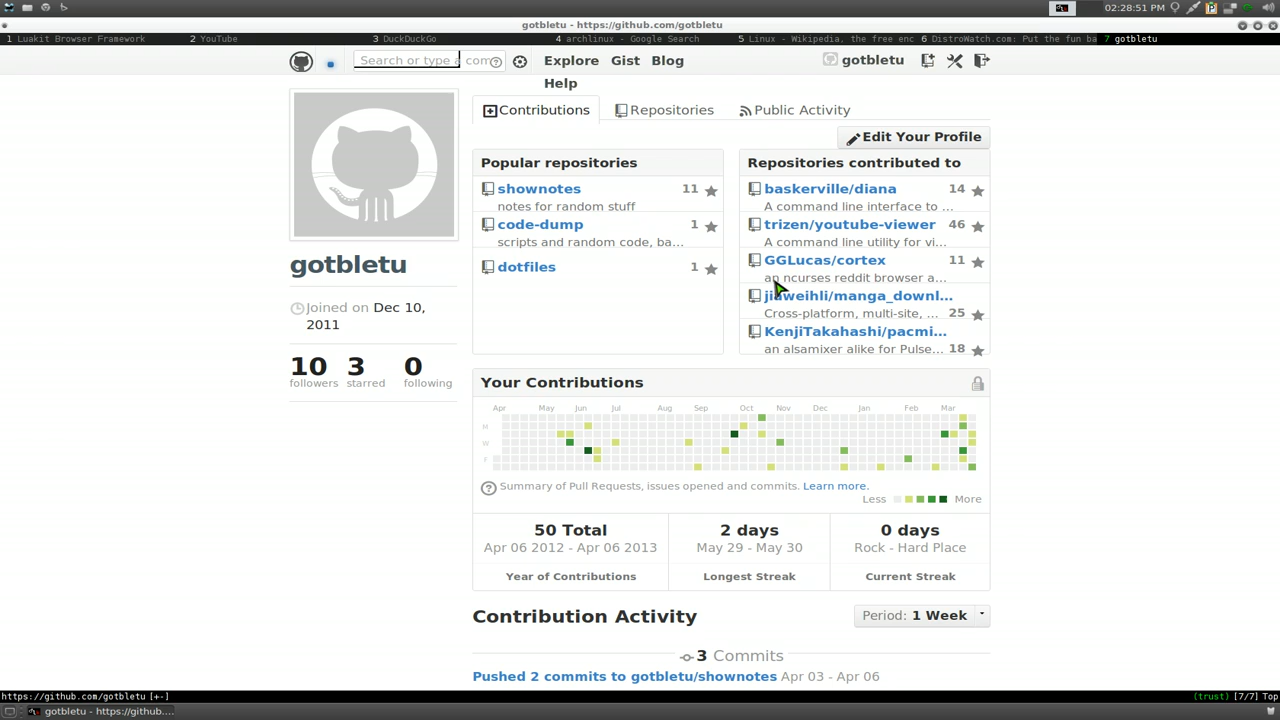 02:28:51 PM
gotbletu - https://github.com/gotbletu
1 Luakit Browser Framework 2 YouTube 3 DuckDuckGo 4 archlinux - Google Search 5 Linux - Wikipedia, the free enc 6 DistroWatch.com: Put the fun ba 7 gotbletu
Search or type a com
Explore Gist Blog
gotbletu
Help
Contributions Repositories Public Activity
Edit Your Profile
Popular repositories
shownotes 11
notes for random stuff
code-dump 1
scripts and random code, ba...
dotfiles 1
Repositories contributed to
baskerville/diana 14
A command line interface to ...
trizen/youtube-viewer 46
A command line utility for vi...
GGLucas/cortex 11
an ncurses reddit browser a...
Cross-platform, multi-site, ... 25
KenjiTakahashi/pacmi...
an alsamixer alike for Pulse... 18
gotbletu
Joined on Dec 10,
2011
10 3 0
followers starred following
Your Contributions
Apr May Jun Jul Aug Sep Oct Nov Dec Jan Feb Mar
M
W
F
Summary of Pull Requests, issues opened and commits. Learn more.
Less More
50 Total
Apr 06 2012 - Apr 06 2013
Year of Contributions
2 days
May 29 - May 30
Longest Streak
0 days
Rock - Hard Place
Current Streak
Contribution Activity
Period: 1 Week
3 Commits
Pushed 2 commits to gotbletu/shownotes Apr 03 - Apr 06
https://github.com/gotbletu [+-]
(trust) [7/7] Top
gotbletu - https://github....